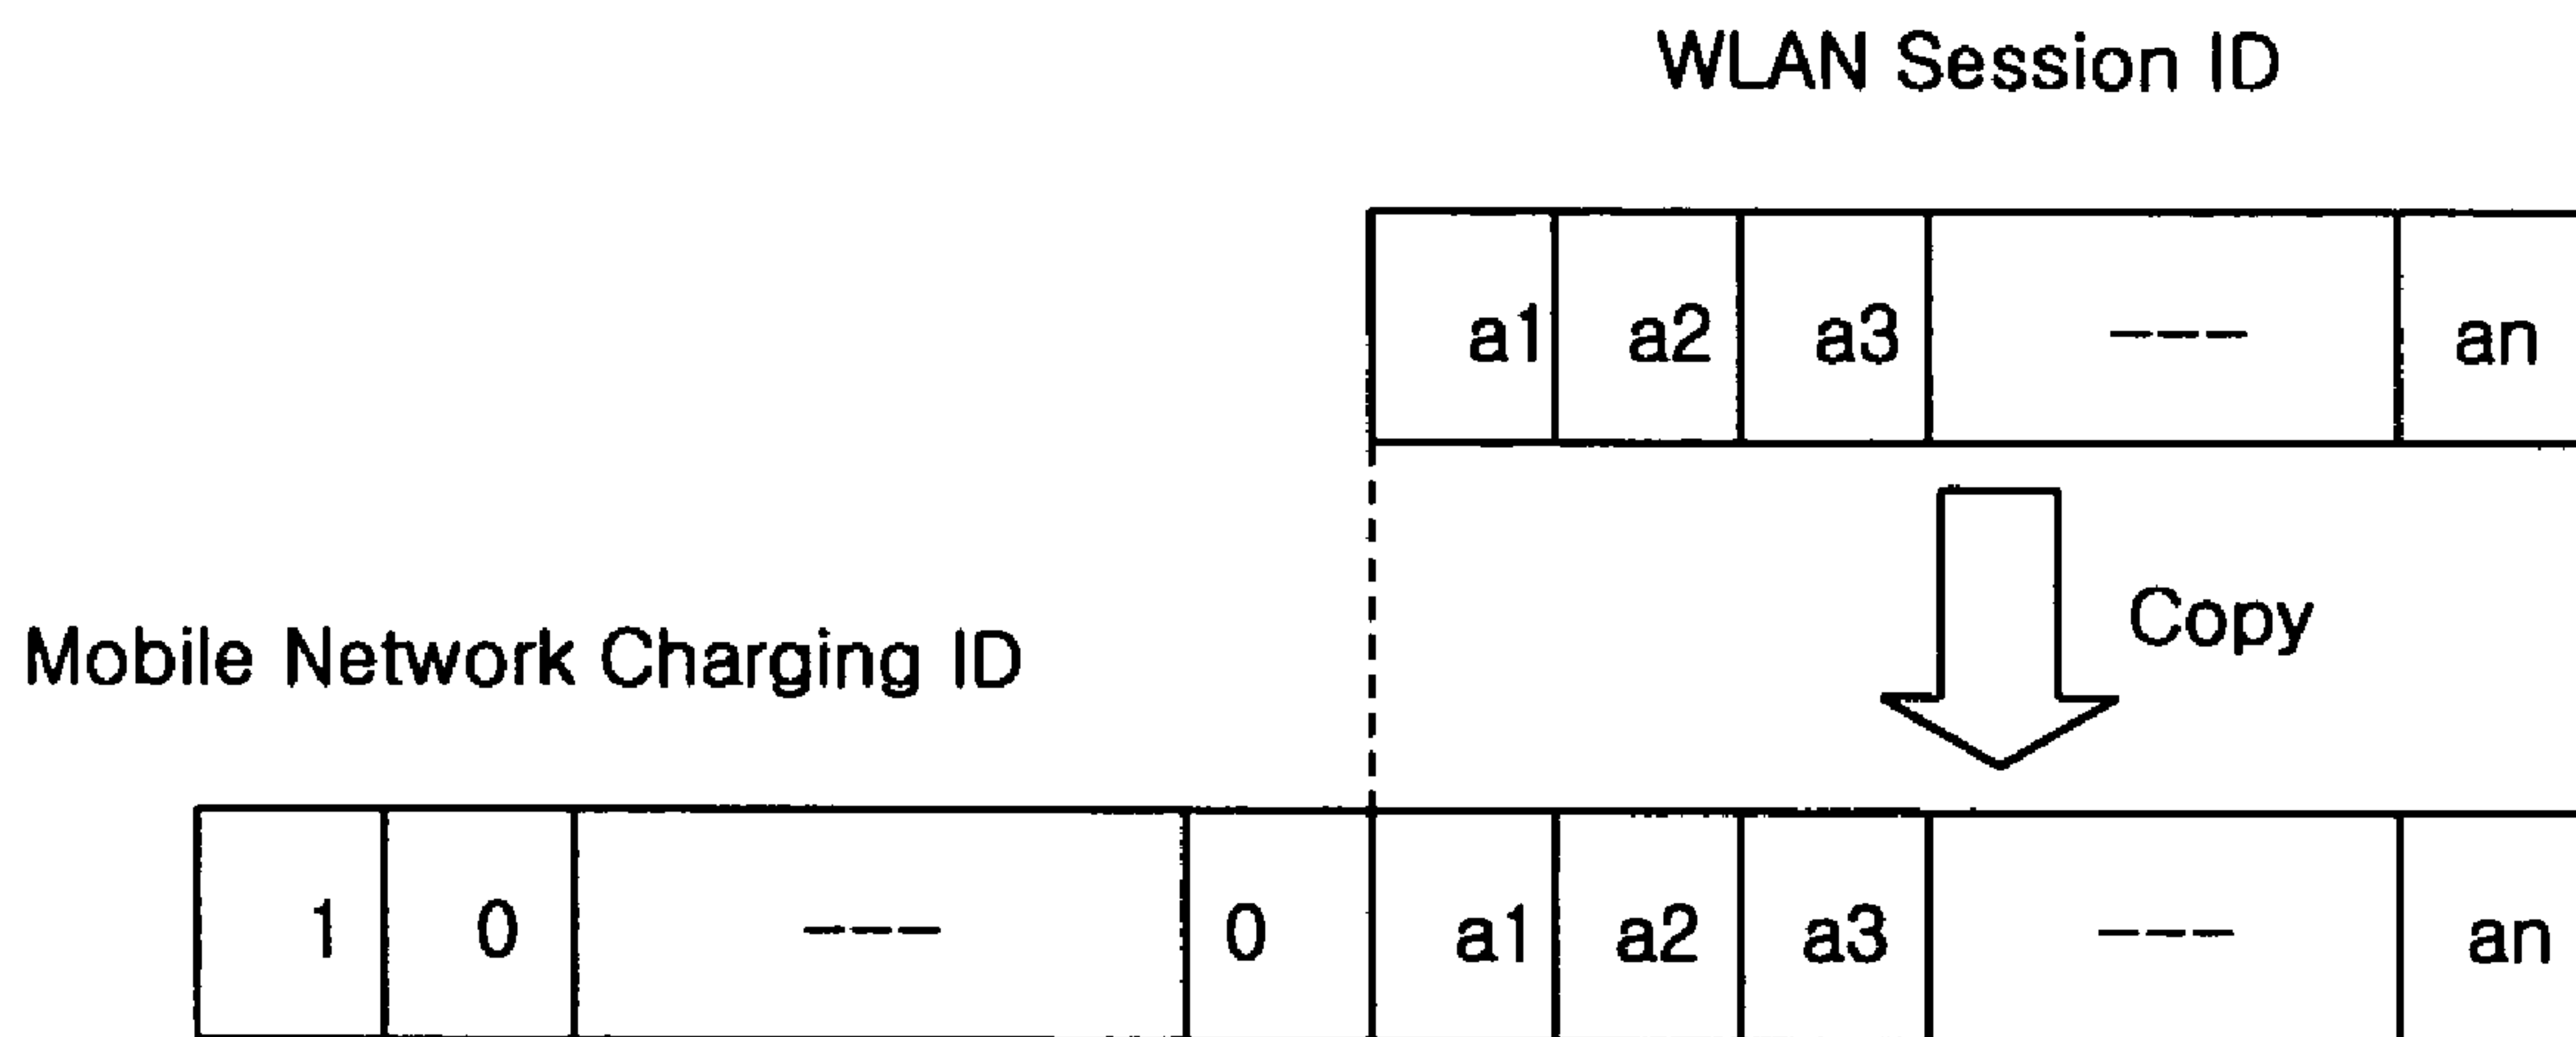 WLAN Session ID
a1 a2 a3 --- an
Copy
Mobile Network Charging ID
1 0 --- 0 a1 a2 a3 --- an